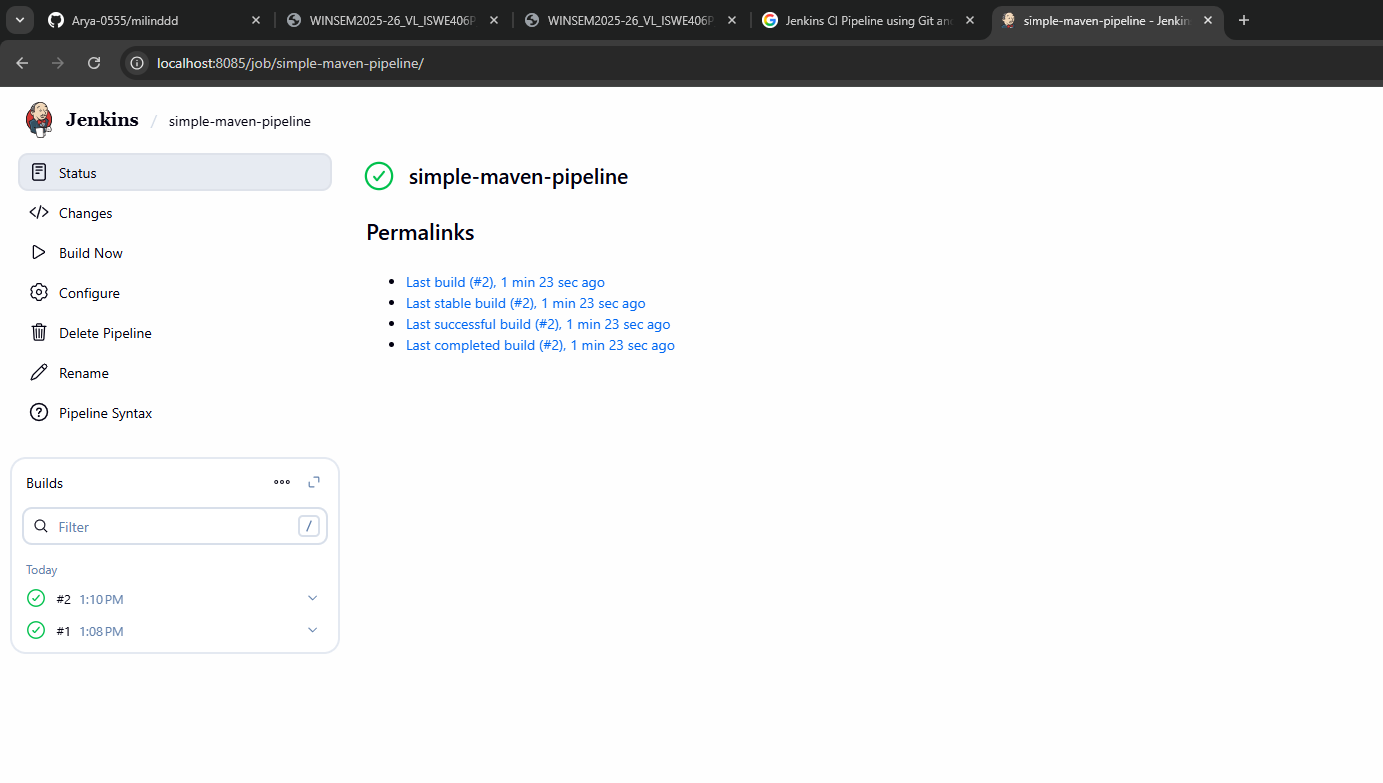 Arya-0555/milinddd
WINSEM2025-26_VL_ISWE406P
WINSEM2025-26_VL_ISWE406P
Jenkins CI Pipeline using Git an
simple-maven-pipeline - Jenkin
localhost:8085/job/simple-maven-pipeline/
Jenkins / simple-maven-pipeline
Status
Changes
Build Now
Configure
Delete Pipeline
Rename
Pipeline Syntax
simple-maven-pipeline
Permalinks
Last build (#2), 1 min 23 sec ago
Last stable build (#2), 1 min 23 sec ago
Last successful build (#2), 1 min 23 sec ago
Last completed build (#2), 1 min 23 sec ago
Builds
Filter /
Today
#2 1:10 PM
#1 1:08 PM